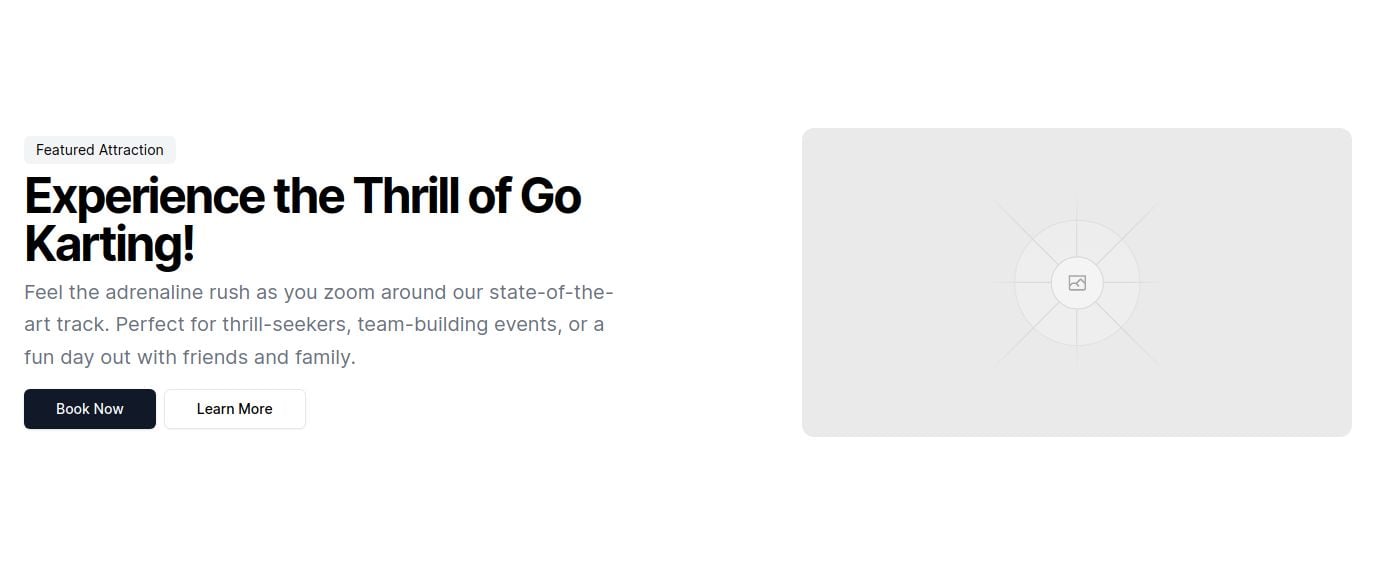 Featured Attraction
Experience the Thrill of Go
Karting!
Feel the adrenaline rush as you zoom around our state-of-the-
art track. Perfect for thrill-seekers, team-building events, or a
fun day out with friends and family.
Book Now
Learn More